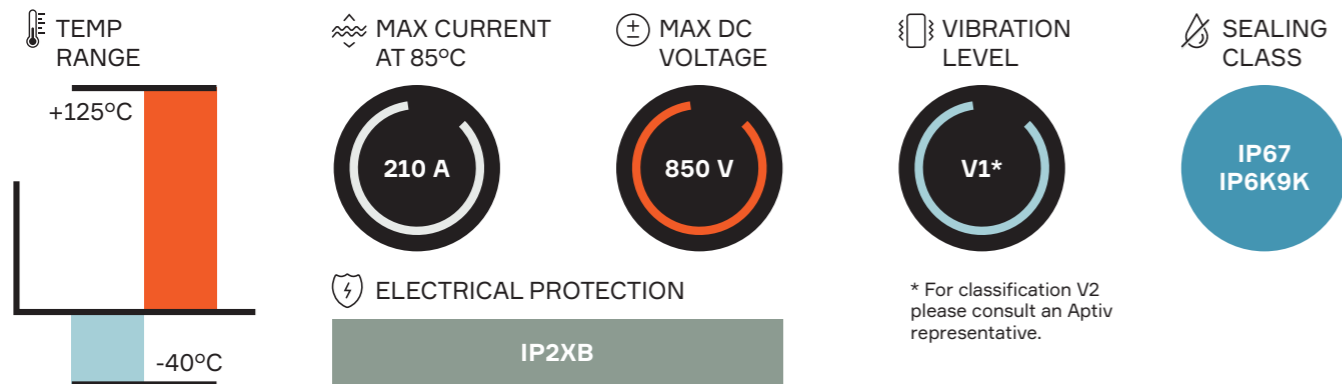 TEMP
RANGE
+125°C
-40°C
MAX CURRENT
AT 85°C
210 A
MAX DC
VOLTAGE
850 V
VIBRATION
LEVEL
V1*
* For classification V2
please consult an Aptiv
representative.
SEALING
CLASS
IP67
IP6K9K
ELECTRICAL PROTECTION
IP2XB